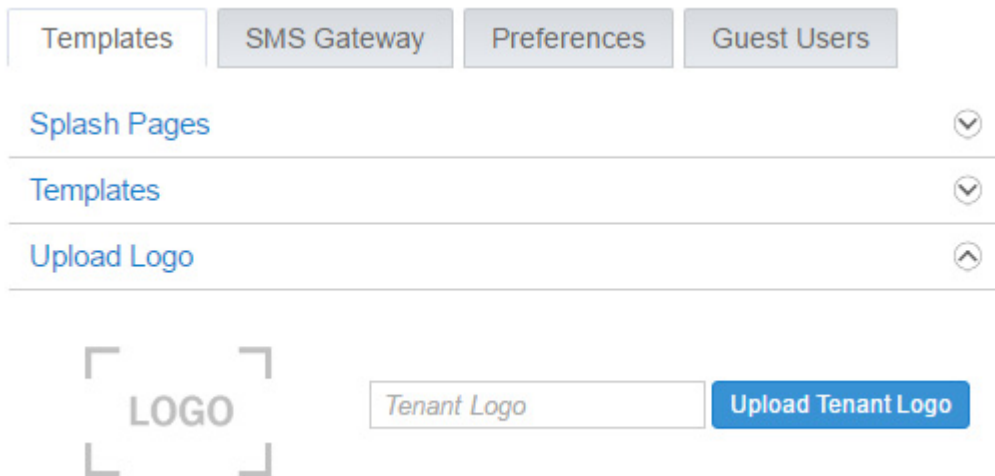 Templates SMS Gateway Preferences Guest Users
Splash Pages
Templates
Upload Logo
LOGO Tenant Logo Upload Tenant Logo